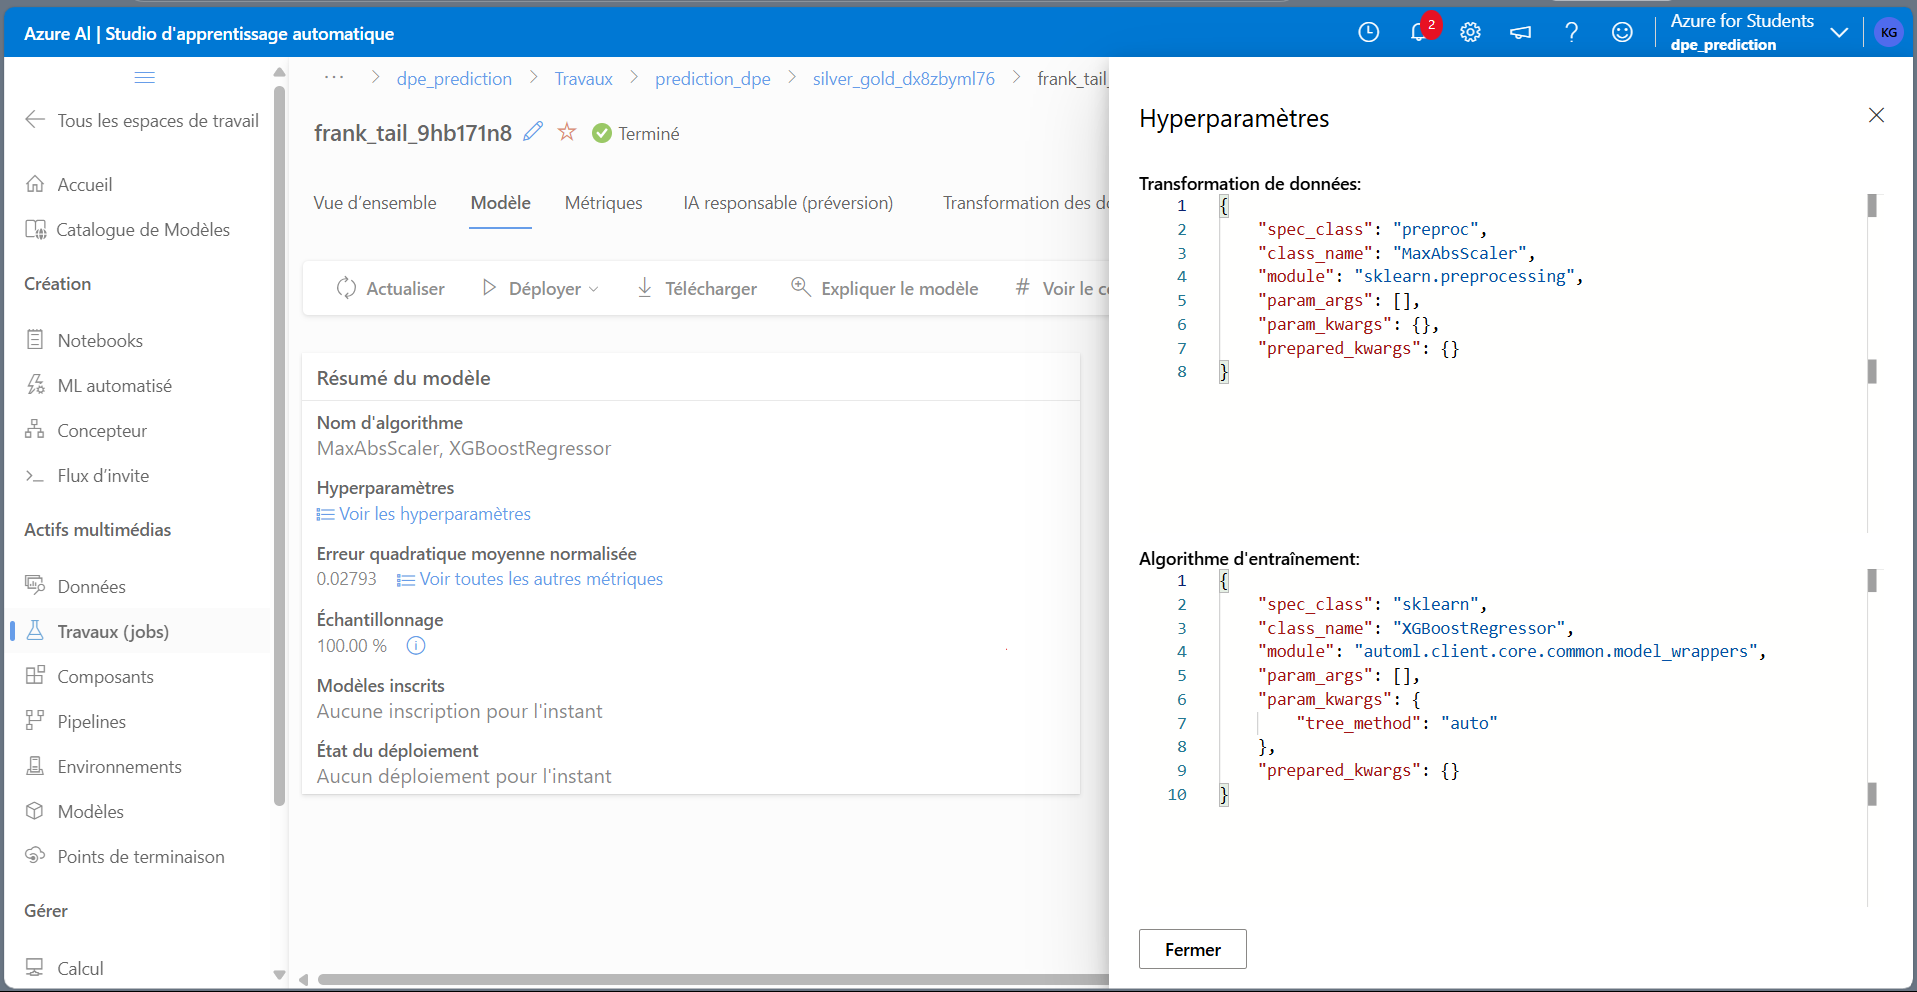 Azure AI | Studio d'apprentissage automatique
2
Azure for Students
dpe_prediction
KG
Tous les espaces de travail
Accueil
Catalogue de Modèles
Création
Notebooks
ML automatisé
Concepteur
Flux d'invite
Actifs multimédias
Données
Travaux (jobs)
Composants
Pipelines
Environnements
Modèles
Points de terminaison
Gérer
Calcul
... > dpe_prediction > Travaux > prediction_dpe > silver_gold_dx8zbyml76 > frank_tail_
frank_tail_9hb171n8 Terminé
Vue d'ensemble Modèle Métriques IA responsable (préversion) Transformation des do
Actualiser Déployer Télécharger Expliquer le modèle # Voir le co
Résumé du modèle
Nom d'algorithme
MaxAbsScaler, XGBoostRegressor
Hyperparamètres
Voir les hyperparamètres
Erreur quadratique moyenne normalisée
0.02793 Voir toutes les autres métriques
Échantillonnage
100.00 %
Modèles inscrits
Aucune inscription pour l'instant
État du déploiement
Aucun déploiement pour l'instant
Hyperparamètres
Transformation de données:
1 {
2 "spec_class": "preproc",
3 "class_name": "MaxAbsScaler",
4 "module": "sklearn.preprocessing",
5 "param_args": [],
6 "param_kwargs": {},
7 "prepared_kwargs": {}
8 }
Algorithme d'entraînement:
1 {
2 "spec_class": "sklearn",
3 "class_name": "XGBoostRegressor",
4 "module": "automl.client.core.common.model_wrappers",
5 "param_args": [],
6 "param_kwargs": {
7 "tree_method": "auto"
8 },
9 "prepared_kwargs": {}
10 }
Fermer